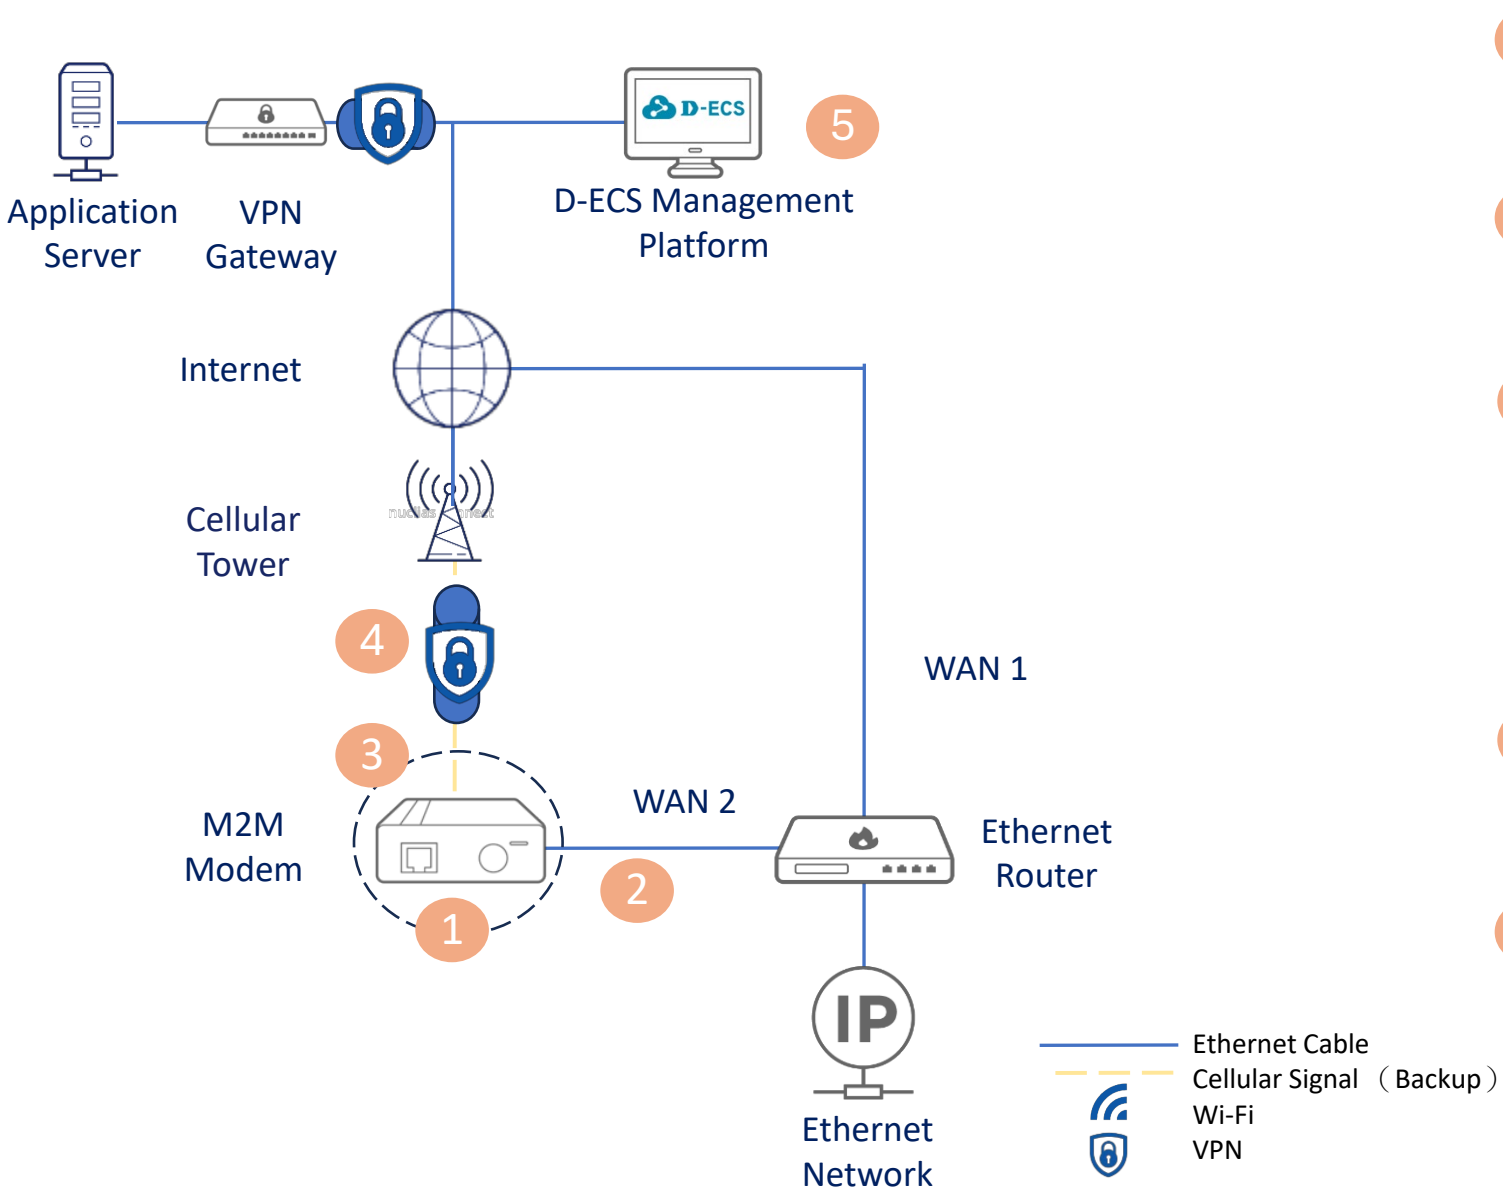 D-ECS
5
Application
Server
VPN
Gateway
D-ECS Management
Platform
Internet
Cellular
Tower
4
WAN 1
3
M2M
Modem
WAN 2
Ethernet
Router
2
1
IP
Ethernet Cable
Cellular Signal （Backup）
Wi-Fi
VPN
Ethernet
Network